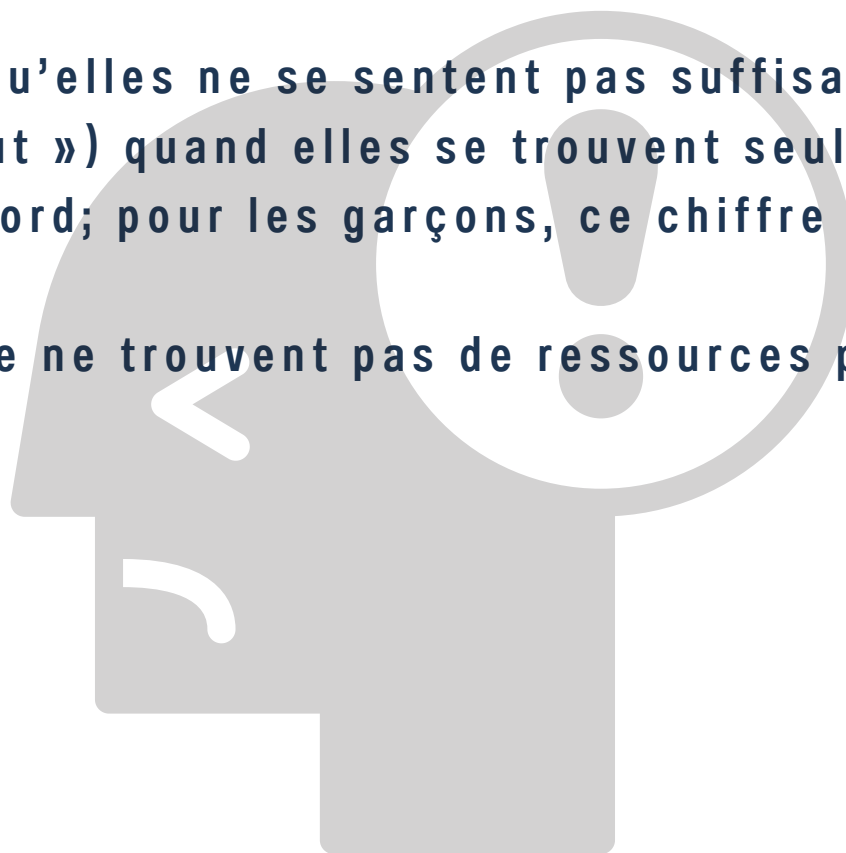 u’elles ne se sentent pas suffisa
ut ») quand elles se trouvent seul
ord; pour les garçons, ce chiffre
e ne trouvent pas de ressources p